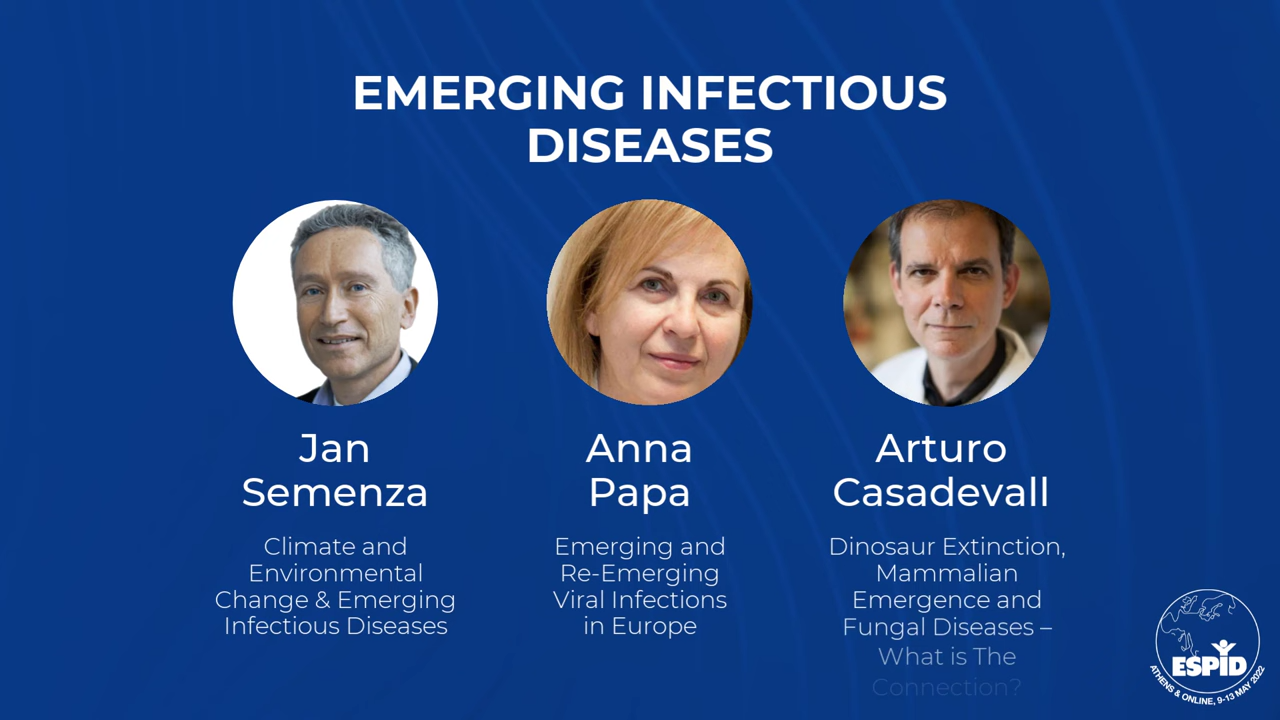 EMERGING INFECTIOUS
DISEASES
Jan
Semenza
Climate and
Environmental
Change & Emerging
Infectious Diseases
Anna
Papa
Emerging and
Re-Emerging
Viral Infections
in Europe
Arturo
Casadevall
Dinosaur Extinction,
Mammalian
Emergence and
Fungal Diseases –
What is The
Connection?
ESPID
ATHENS & ONLINE, 9-13 MAY 2022